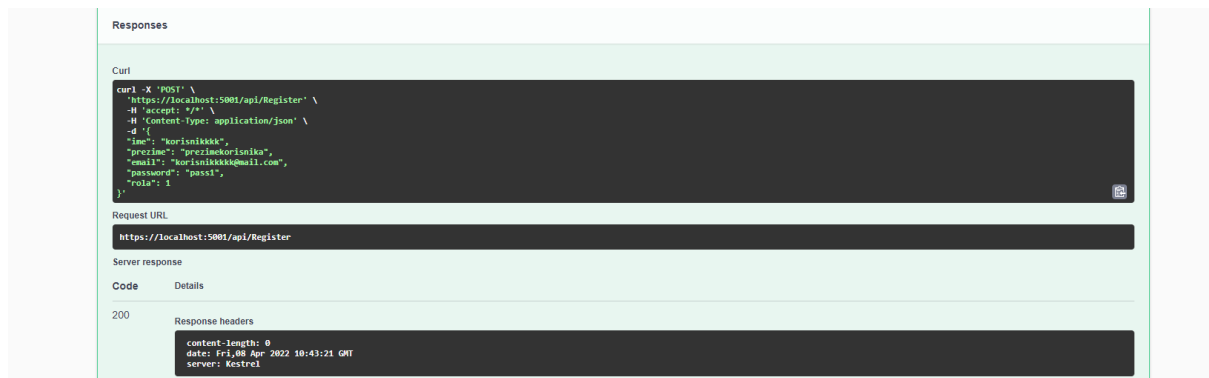 Responses
Curl
curl -X 'POST' \
'https://localhost:5001/api/Register' \
-H 'accept: */*' \
-H 'Content-Type: application/json' \
-d '{
"ime": "korisnikkkk",
"prezime": "prezimekorisnika",
"email": "korisnikkkkk@mail.com",
"password": "pass1",
"rola": 1
}'
Request URL
https://localhost:5001/api/Register
Server response
Code Details
200
Response headers
content-length: 0
date: Fri,08 Apr 2022 10:43:21 GMT
server: Kestrel